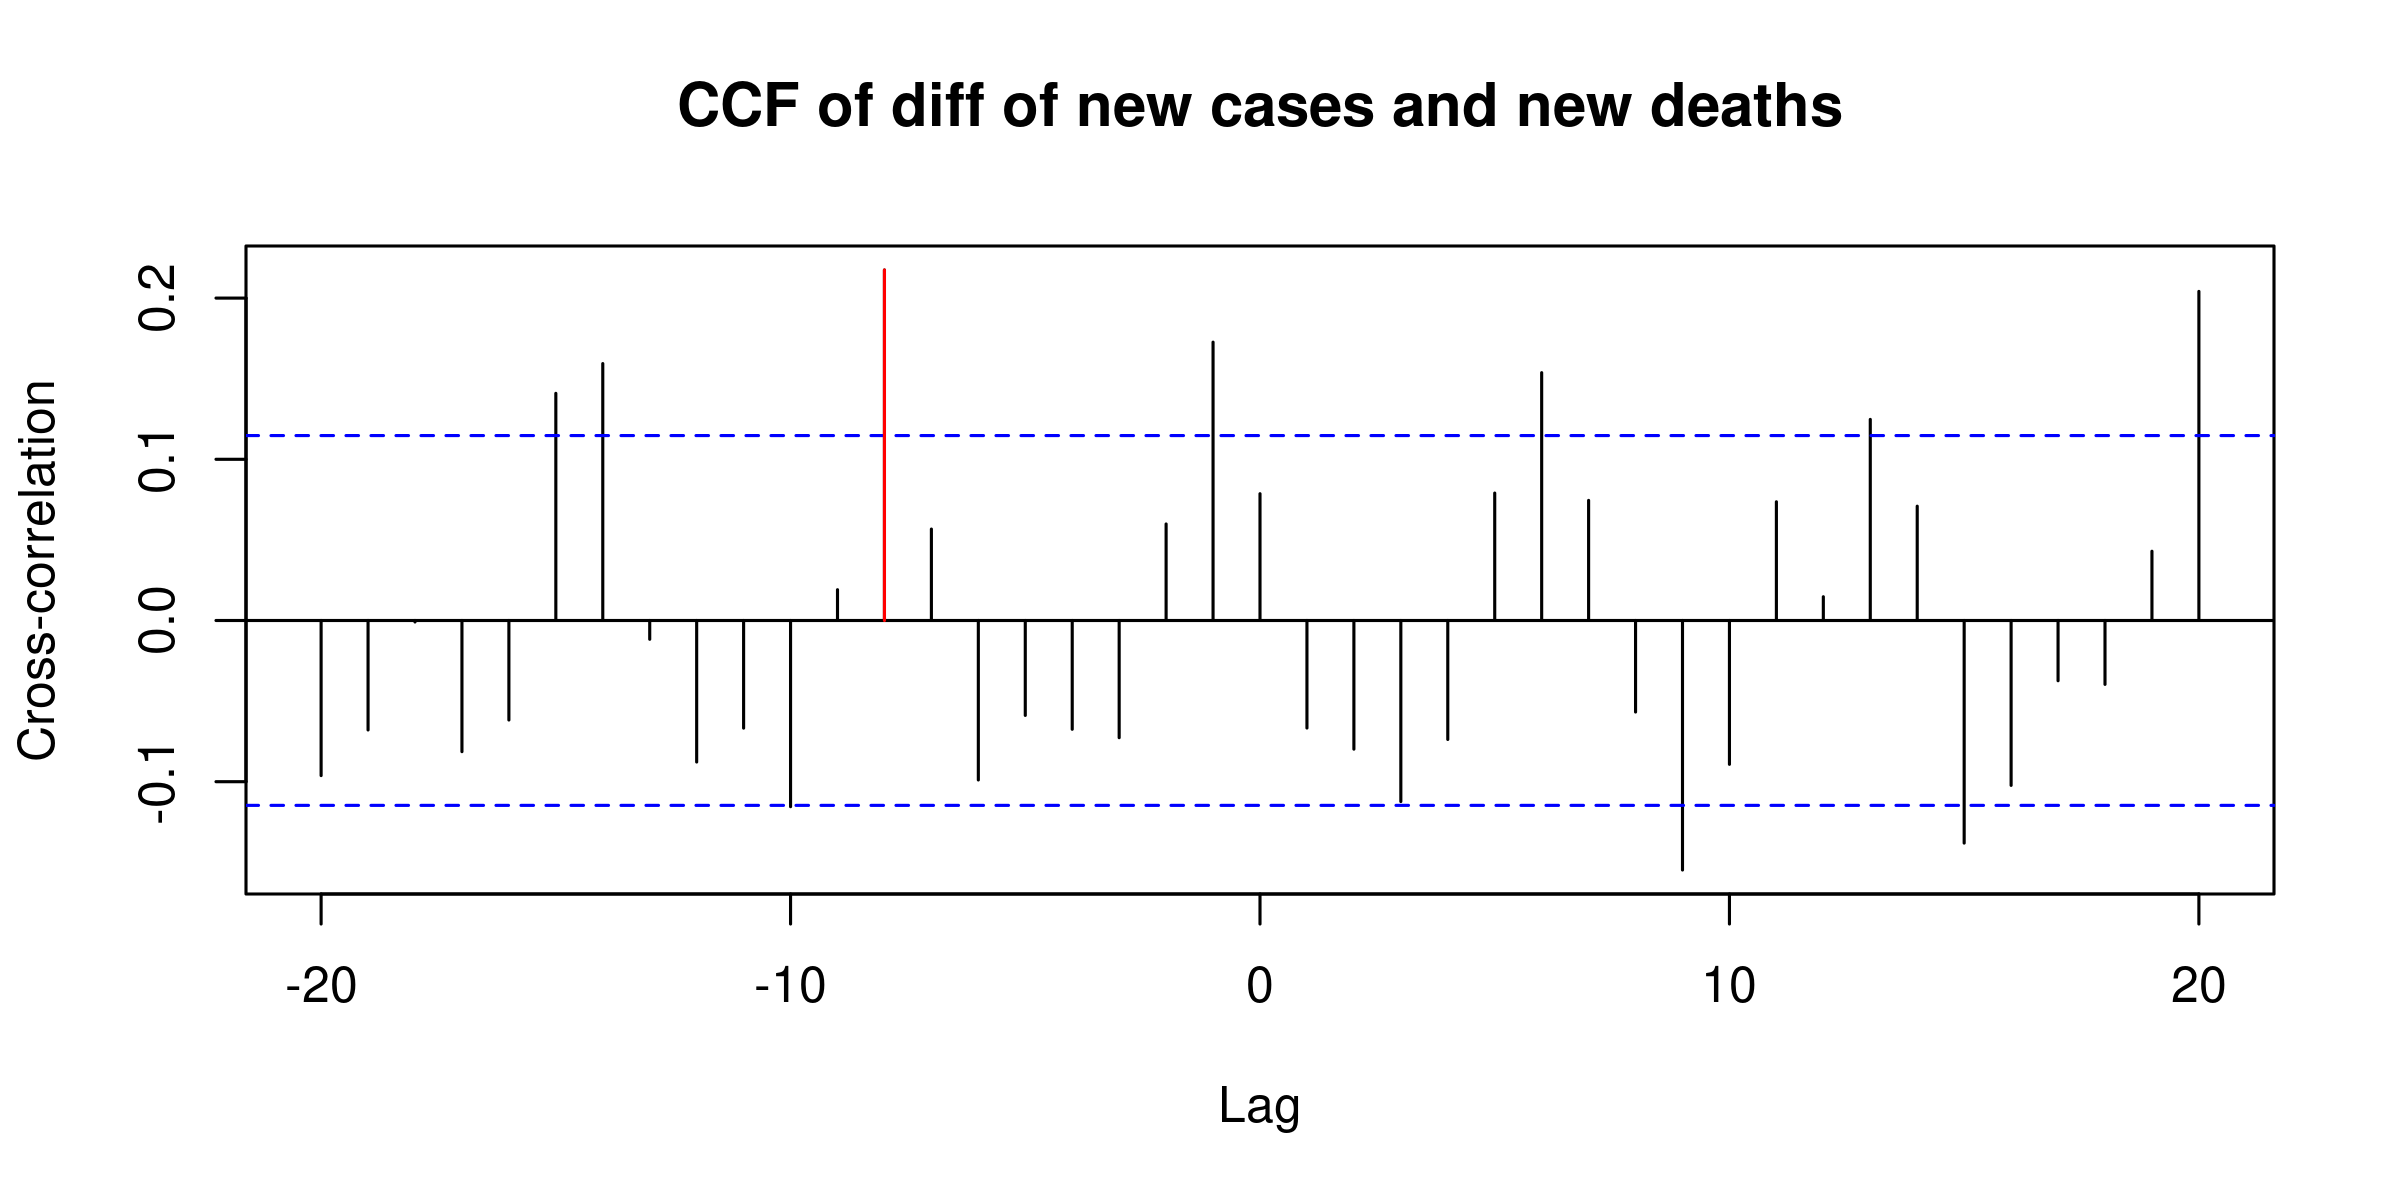 CCF of diff of new cases and new deaths
Cross-correlation
0.2
0.1
0.0
-0.1
-20 -10 0 10 20
Lag